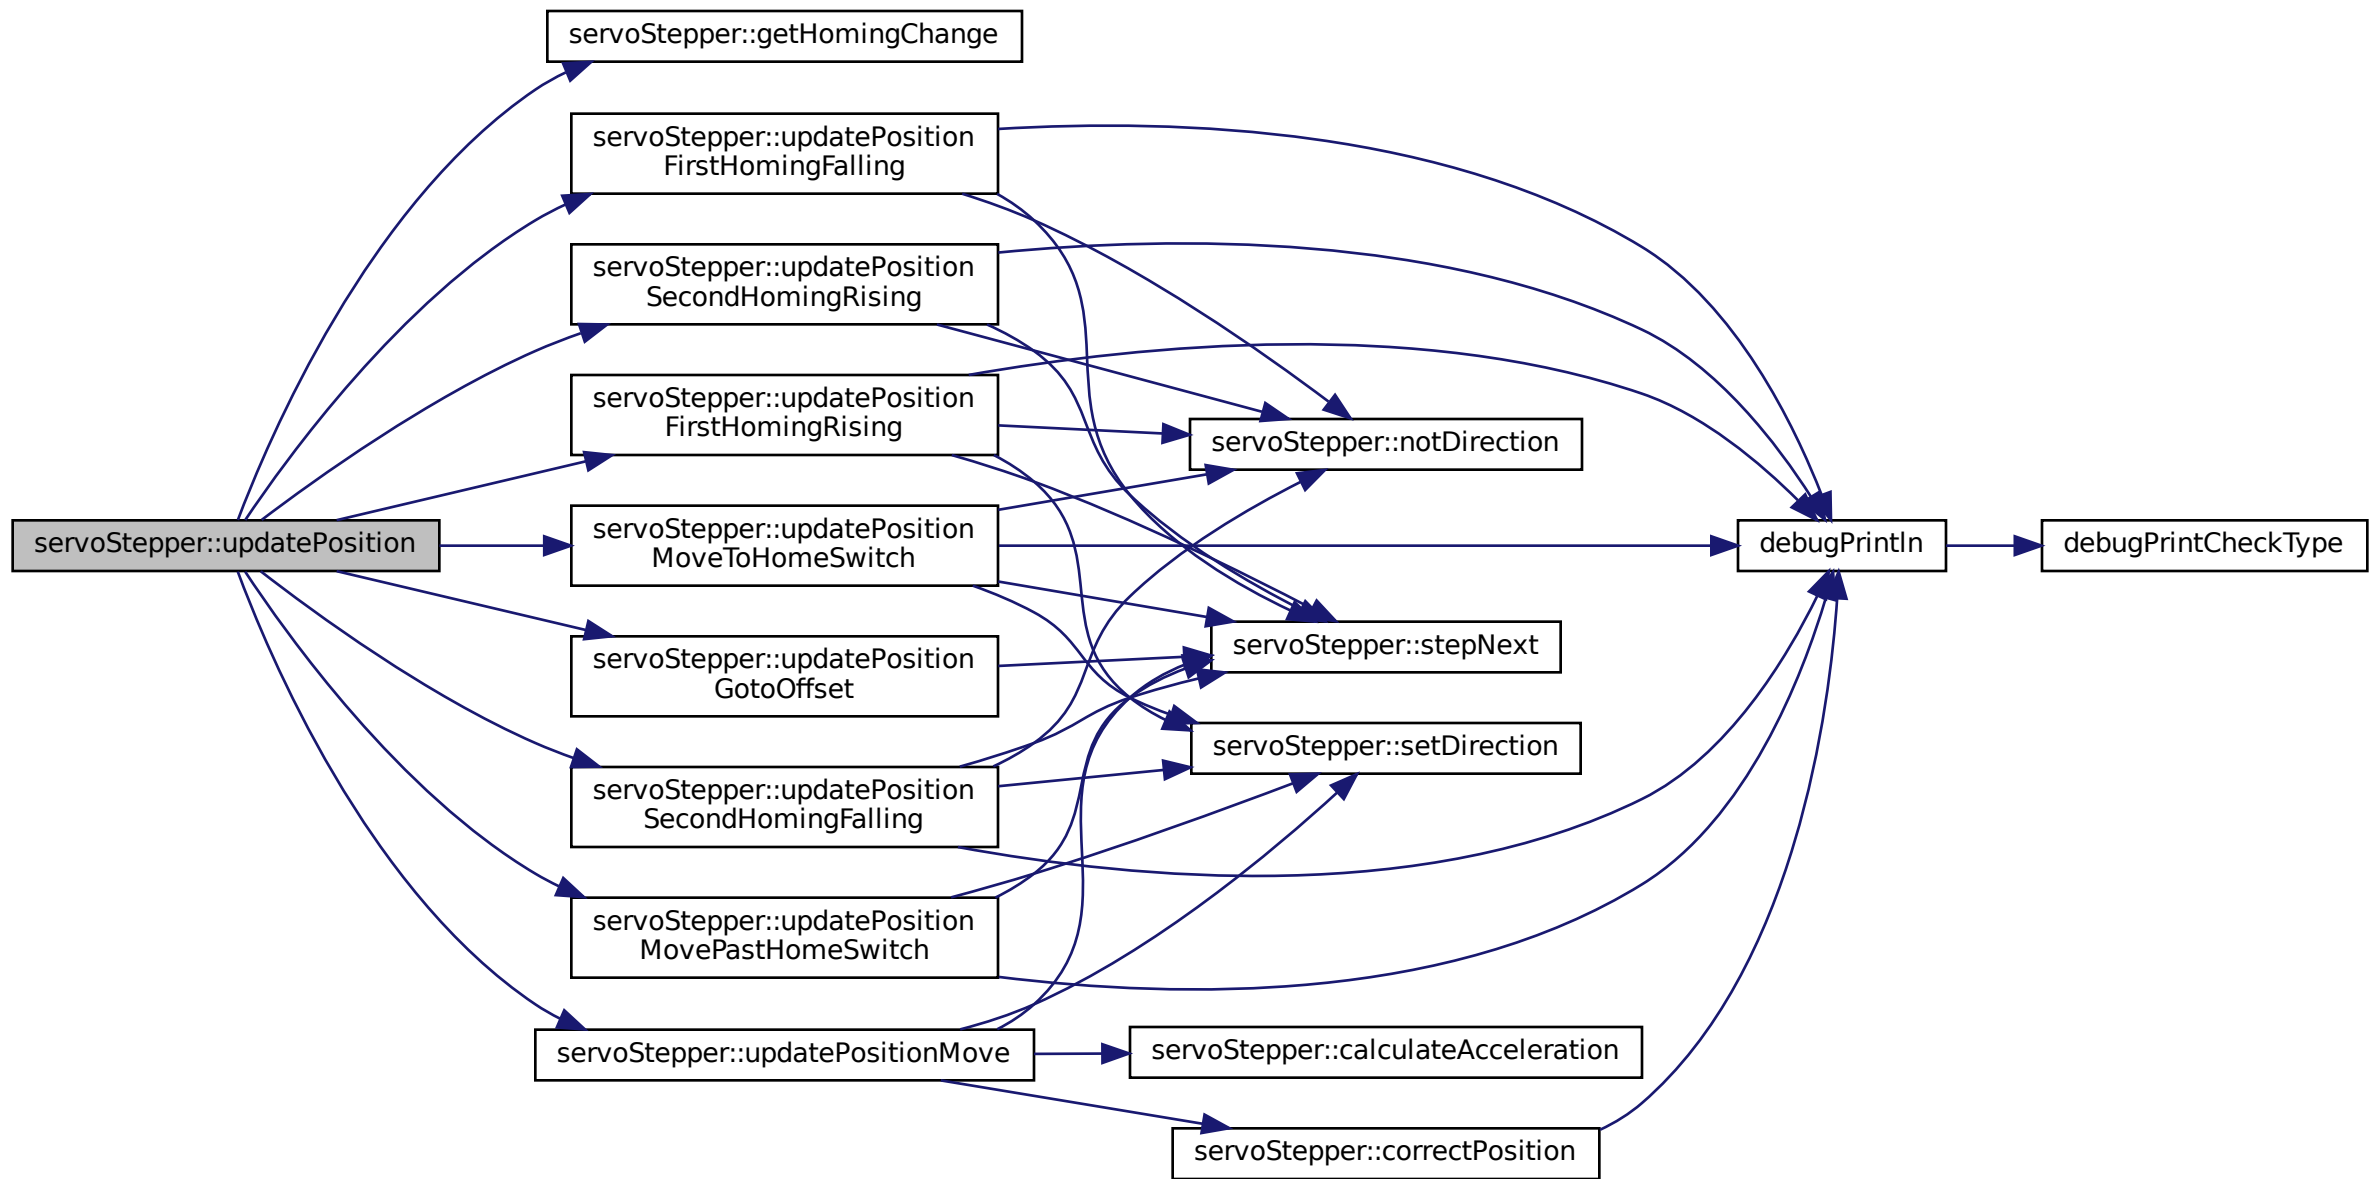 servoStepper::getHomingChange
servoStepper::updatePosition
FirstHomingFalling
servoStepper::updatePosition
SecondHomingRising
servoStepper::updatePosition
FirstHomingRising
servoStepper::notDirection
servoStepper::updatePosition
servoStepper::updatePosition
MoveToHomeSwitch
debugPrintln
debugPrintCheckType
servoStepper::stepNext
servoStepper::updatePosition
GotoOffset
servoStepper::setDirection
servoStepper::updatePosition
SecondHomingFalling
servoStepper::updatePosition
MovePastHomeSwitch
servoStepper::updatePositionMove
servoStepper::calculateAcceleration
servoStepper::correctPosition